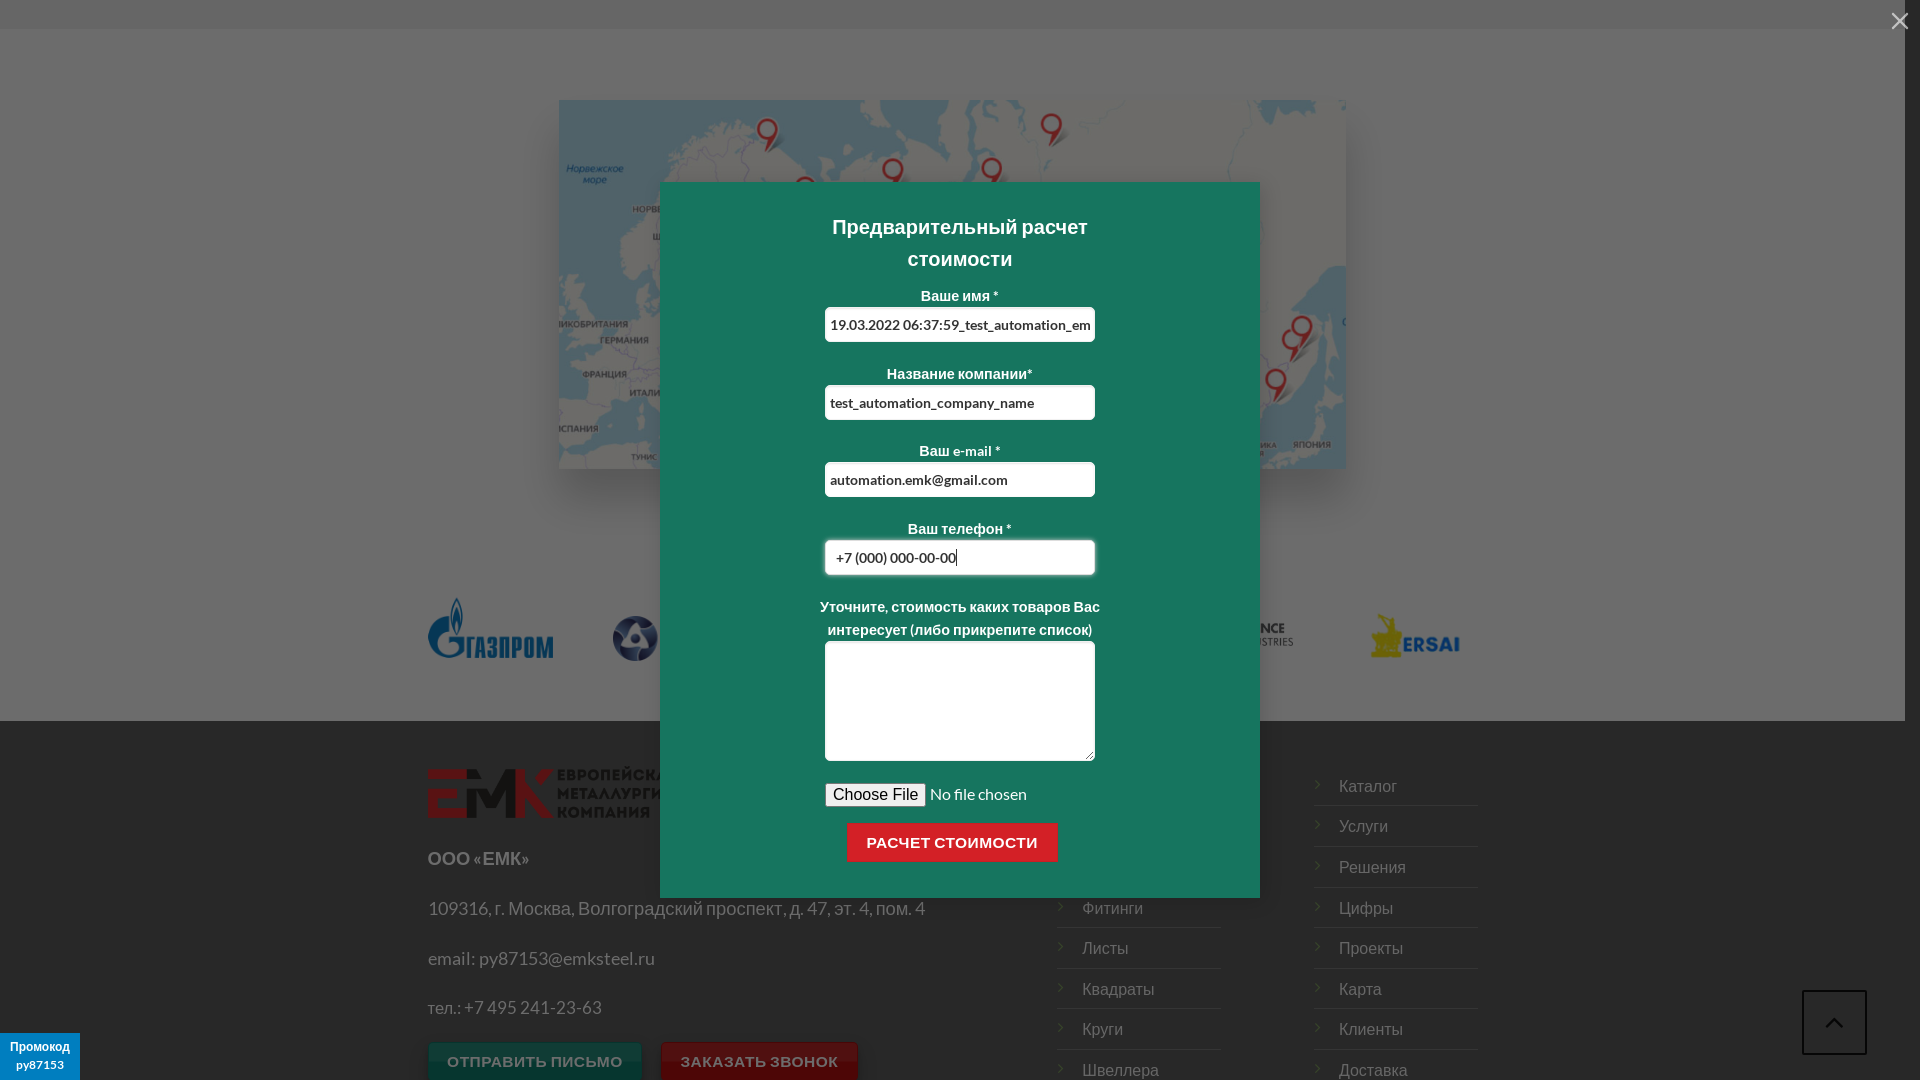 Норвежское
море
НОРВЕ
ИКОБРИТАНИЯ
ГЕРМАНИЯ
ФРАНЦИЯ
ИТАЛИ
ИСПАНИЯ
ТУНИС
ЯПОНИЯ
Предварительный расчет
стоимости
Ваше имя *
19.03.2022 06:37:59_test_automation_em
Название компании*
test_automation_company_name
Ваш e-mail *
automation.emk@gmail.com
Ваш телефон *
+7 (000) 000-00-00
Уточните, стоимость каких товаров Вас
интересует (либо прикрепите список)
Choose File No file chosen
РАСЧЕТ СТОИМОСТИ
ГАЗПРОМ
NCE
USTRIES
ERSAI
ЕМК ЕВРОПЕЙСКА
МЕТАЛЛУРГИ
КОМПАНИЯ
ООО «ЕМК»
109316, г. Москва, Волгоградский проспект, д. 47, эт. 4, пом. 4
email: py87153@emksteel.ru
тел.: +7 495 241-23-63
ОТПРАВИТЬ ПИСЬМО
ЗАКАЗАТЬ ЗВОНОК
Фитинги
Листы
Квадраты
Круги
Швеллера
Каталог
Услуги
Решения
Цифры
Проекты
Карта
Клиенты
Доставка
Промокод
py87153